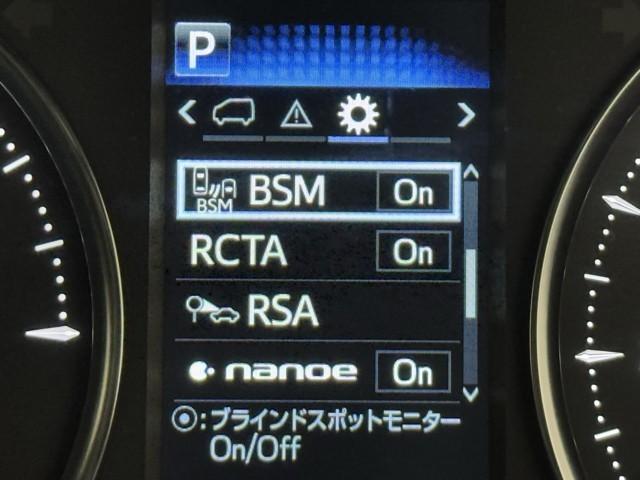 P
BSM BSM On
RCTA On
RSA
nanoe On
:ブラインドスポットモニター
On/Off